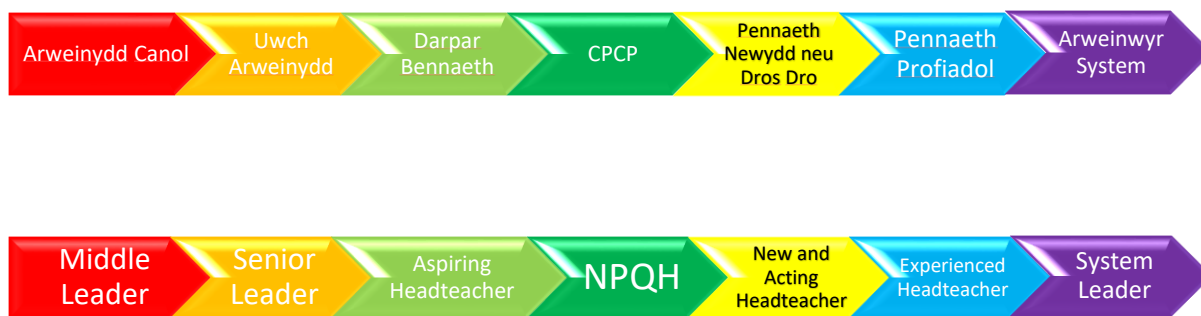 Arweinydd Canol
Uwch
Arweinydd
Darpar
Bennaeth
CPCP
Pennaeth
Newydd neu
Dros Dro
Pennaeth
Profiadol
Arweinwyr
System
Middle
Leader
Senior
Leader
Aspiring
Headteacher
NPQH
New and
Acting
Headteacher
Experienced
Headteacher
System
Leader